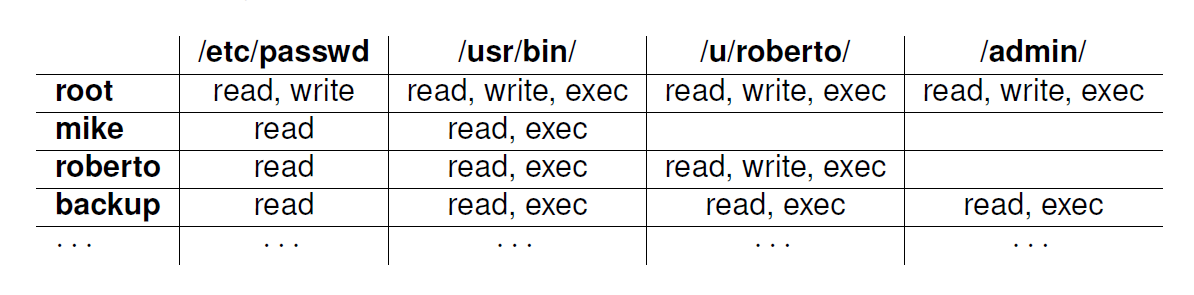 /etc/passwd /usr/bin/ /u/roberto/ /admin/
root read, write read, write, exec read, write, exec read, write, exec
mike read read, exec
roberto read read, exec read, write, exec
backup read read, exec read, exec read, exec
. . . . . . . . . . . . . . .